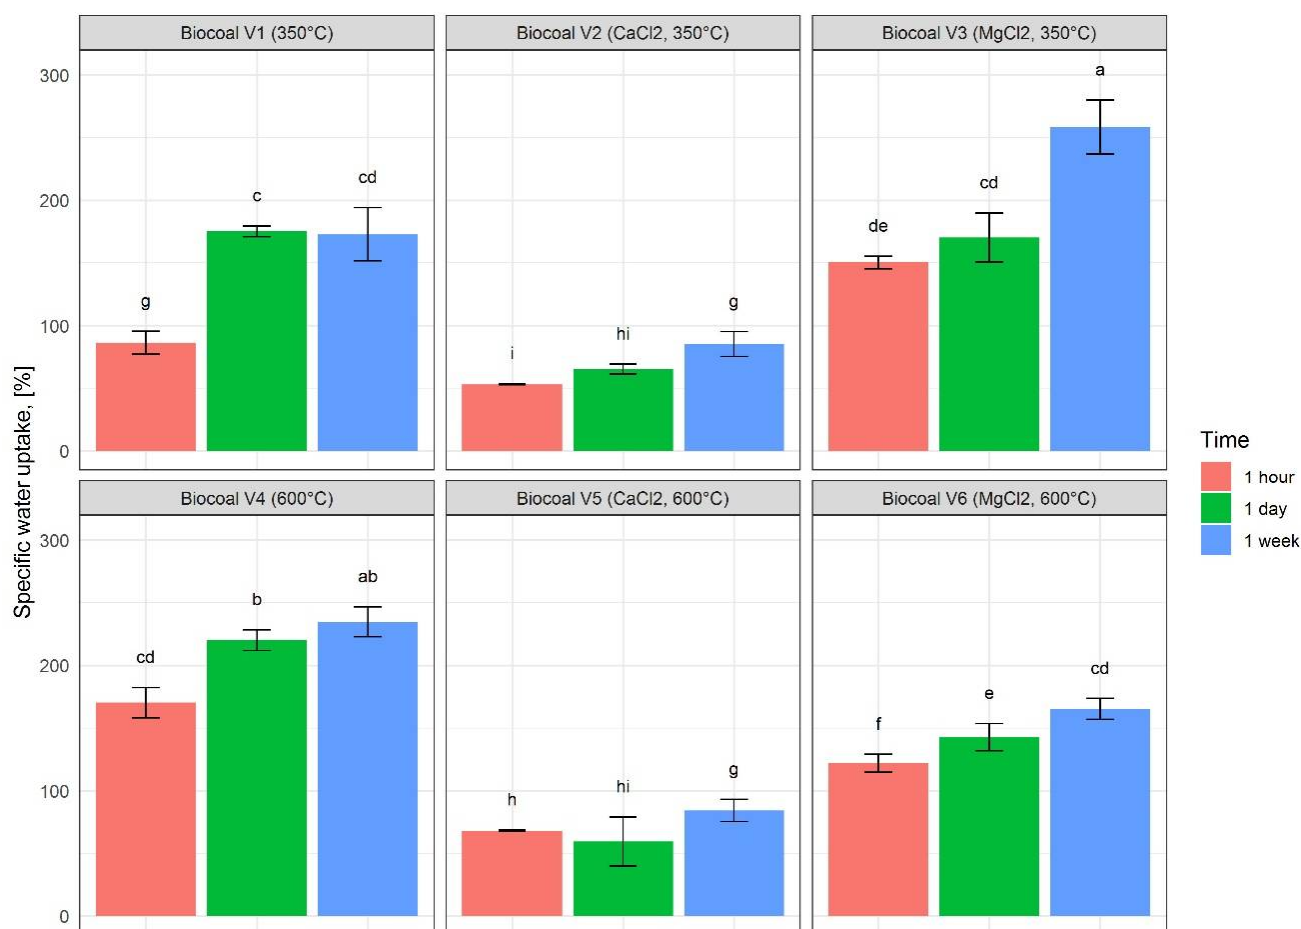 Biocoal V1 (350°C)
Biocoal V2 (CaCl2, 350°C)
Biocoal V3 (MgCl2, 350°C)
300
200
100
0
g
c
cd
i
hi
g
de
cd
a
Biocoal V4 (600°C)
Biocoal V5 (CaCl2, 600°C)
Biocoal V6 (MgCl2, 600°C)
300
200
100
0
cd
b
ab
h
hi
g
f
e
cd
Specific water uptake, [%]
Time
1 hour
1 day
1 week